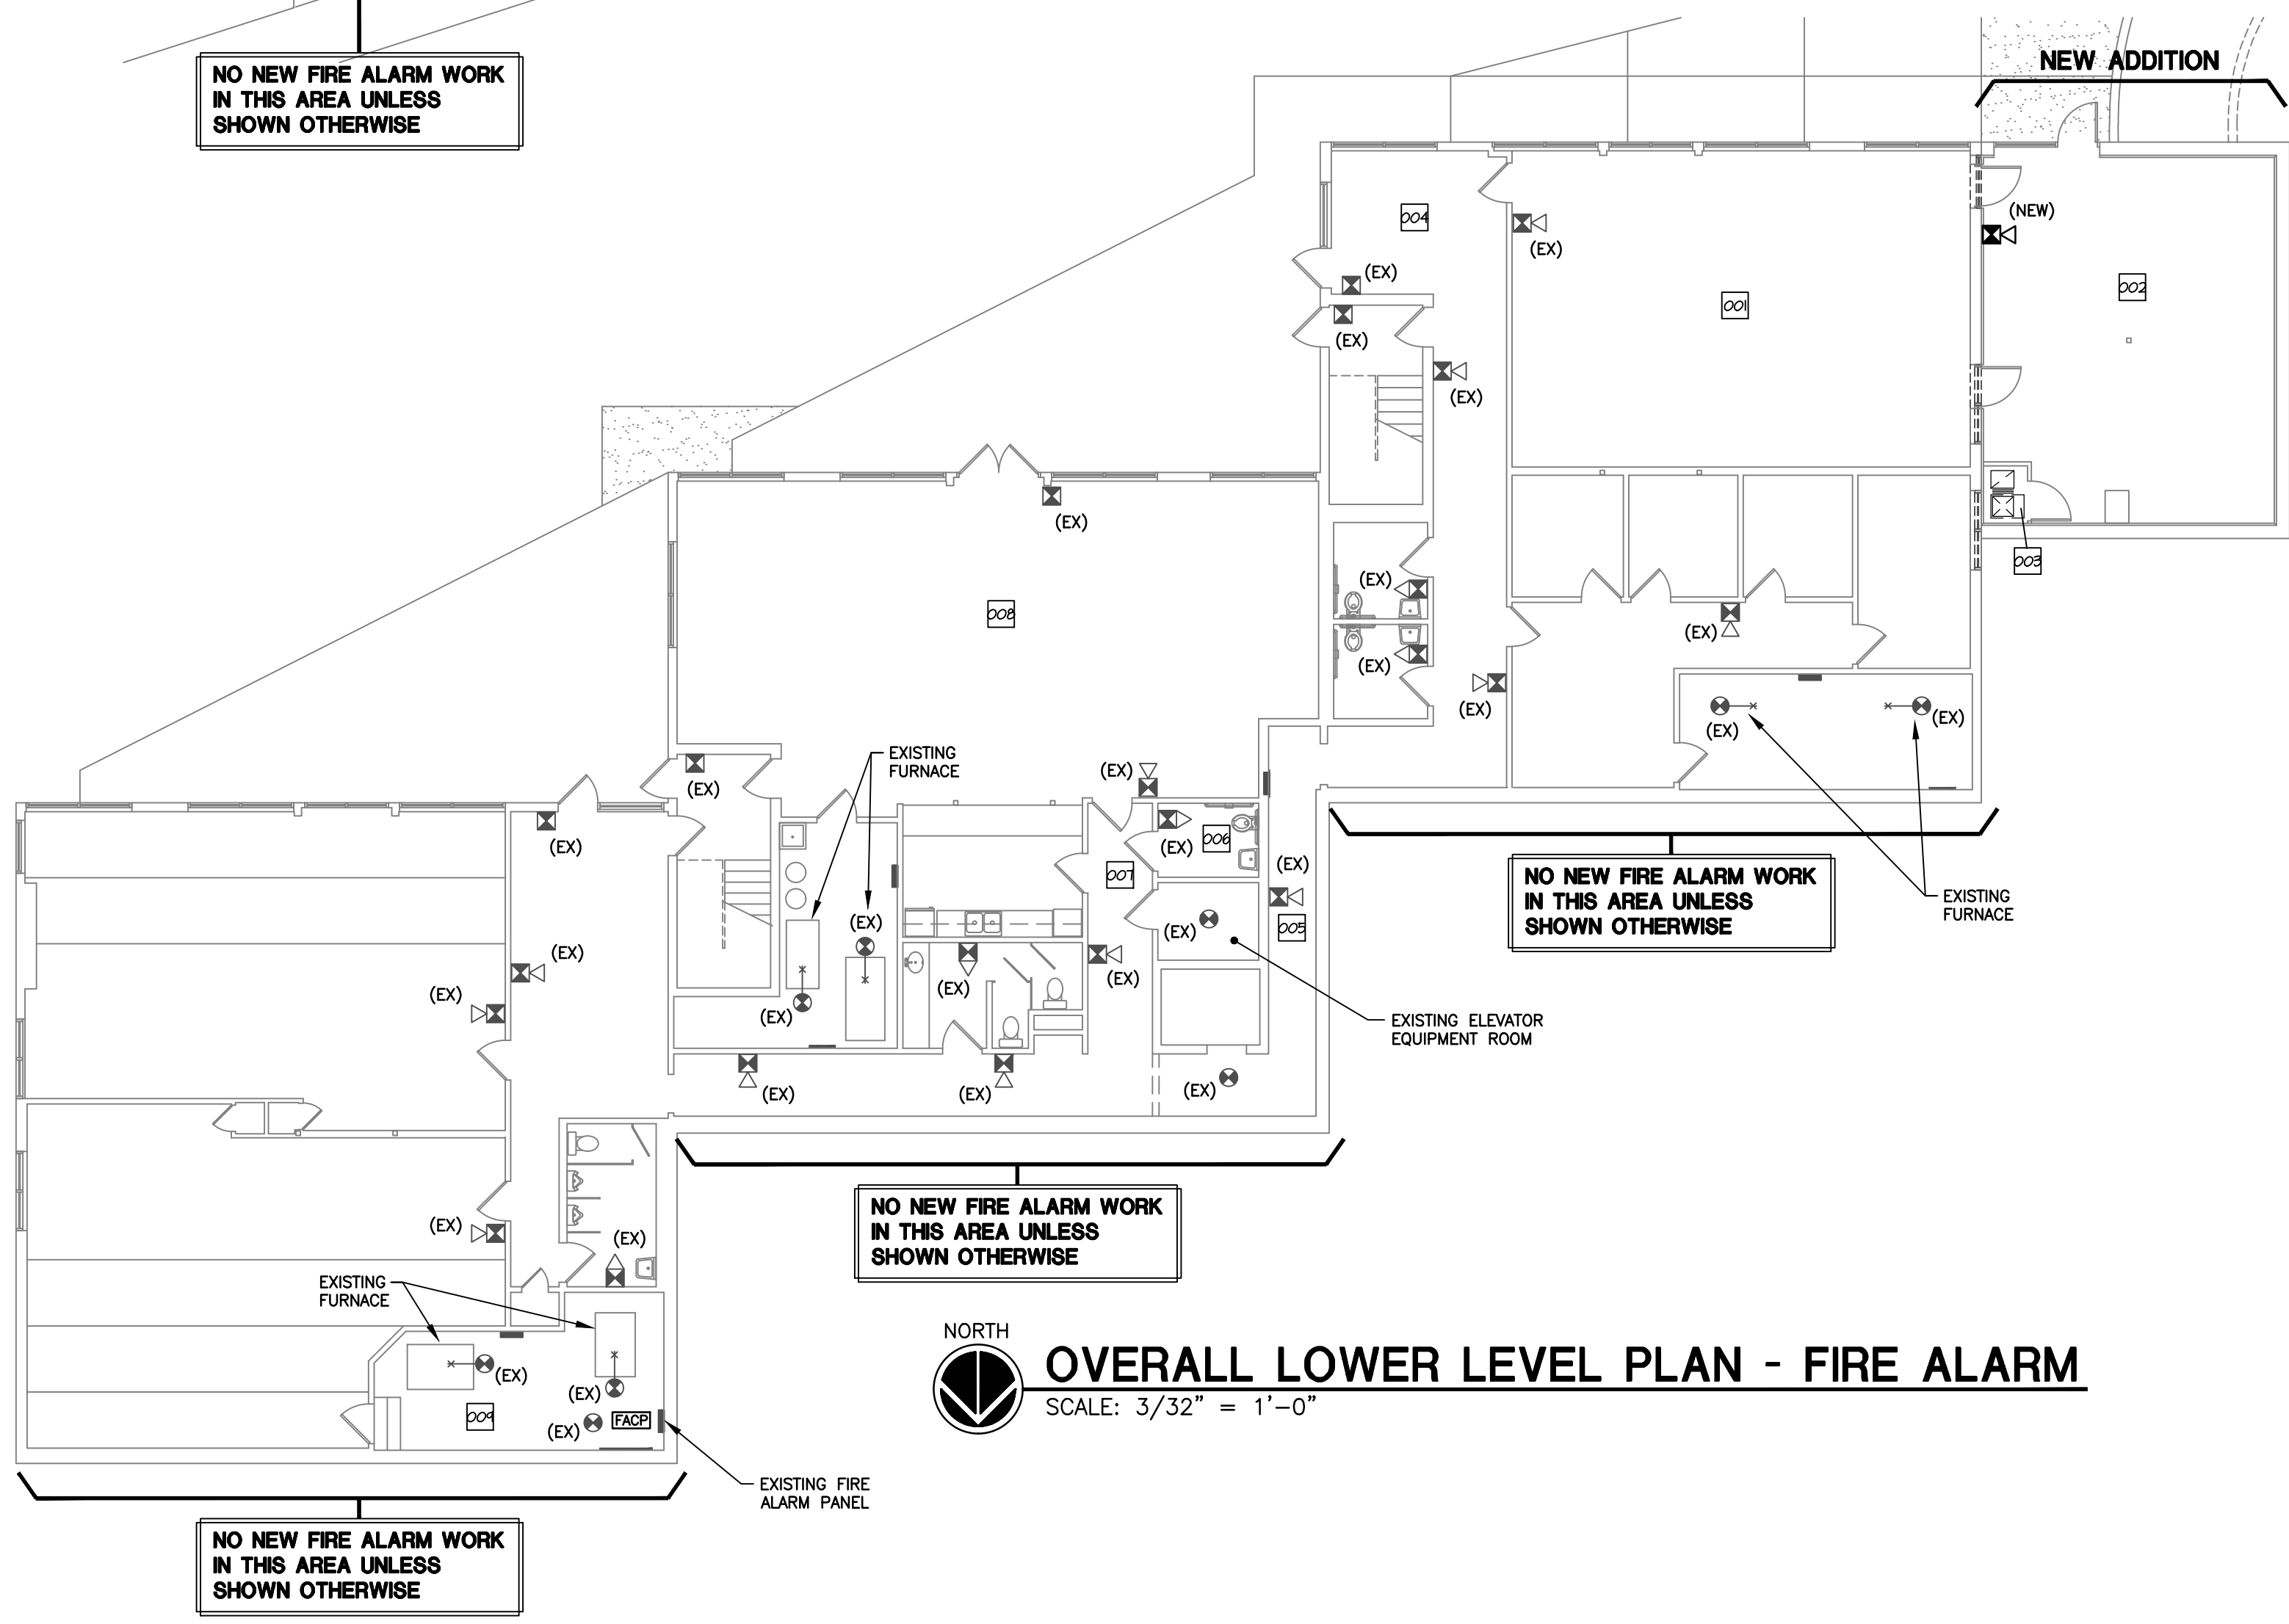 NO NEW FIRE ALARM WORK
IN THIS AREA UNLESS
SHOWN OTHERWISE
NEW ADDITION
(NEW)
004
(EX)
(EX)
001
002
(EX)
(EX)
(EX)
003
(EX)
008
(EX)
(EX)
(EX)
(EX)
(EX)
(EX)
EXISTING
FURNACE
(EX)
(EX)
(EX)
(EX)
006
007
(EX)
NO NEW FIRE ALARM WORK
IN THIS AREA UNLESS
SHOWN OTHERWISE
EXISTING
FURNACE
(EX)
(EX)
(EX)
005
(EX)
(EX)
(EX)
(EX)
(EX)
EXISTING ELEVATOR
EQUIPMENT ROOM
(EX)
(EX)
(EX)
NO NEW FIRE ALARM WORK
IN THIS AREA UNLESS
SHOWN OTHERWISE
(EX)
(EX)
EXISTING
FURNACE
(EX)
(EX)
009
(EX)
FACP
EXISTING FIRE
ALARM PANEL
NORTH
OVERALL LOWER LEVEL PLAN - FIRE ALARM
SCALE: 3/32" = 1'-0"
NO NEW FIRE ALARM WORK
IN THIS AREA UNLESS
SHOWN OTHERWISE